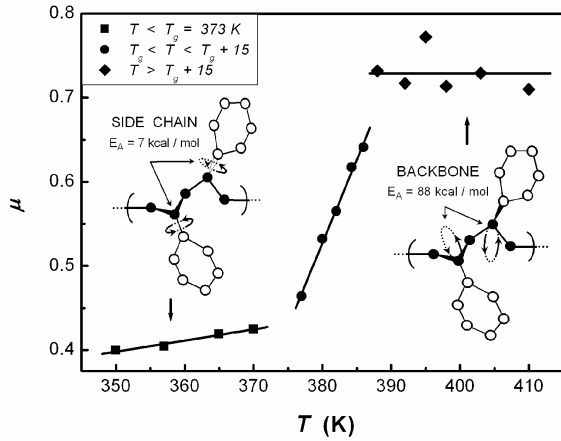 0.8
0.7
0.6
0.5
0.4
μ
T < Tg = 373 K
Tg < T < Tg + 15
T > Tg + 15
SIDE CHAIN
EA = 7 kcal / mol
BACKBONE
EA = 88 kcal / mol
350 360 370 380 390 400 410
T (K)